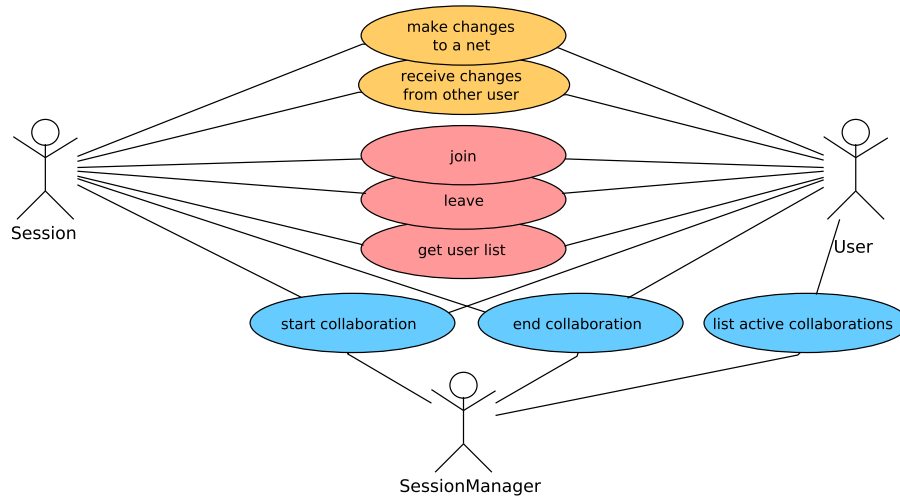 make changes
to a net
receive changes
from other user
join
leave
get user list
Session
User
start collaboration
end collaboration
list active collaborations
SessionManager